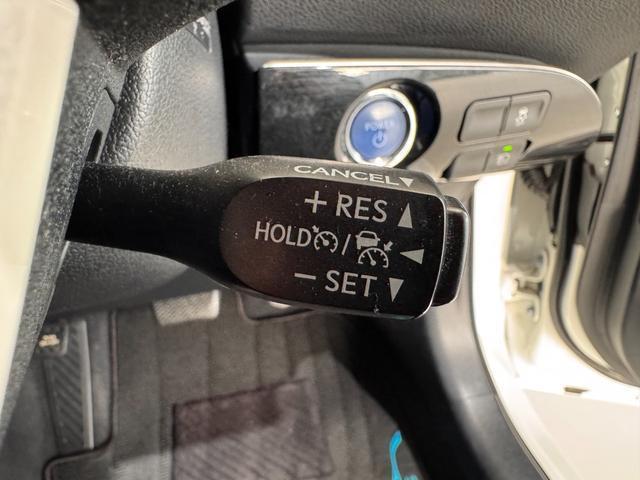 POWER
CANCEL▼
+ RES ▲
HOLD / ◀
− SET ▼